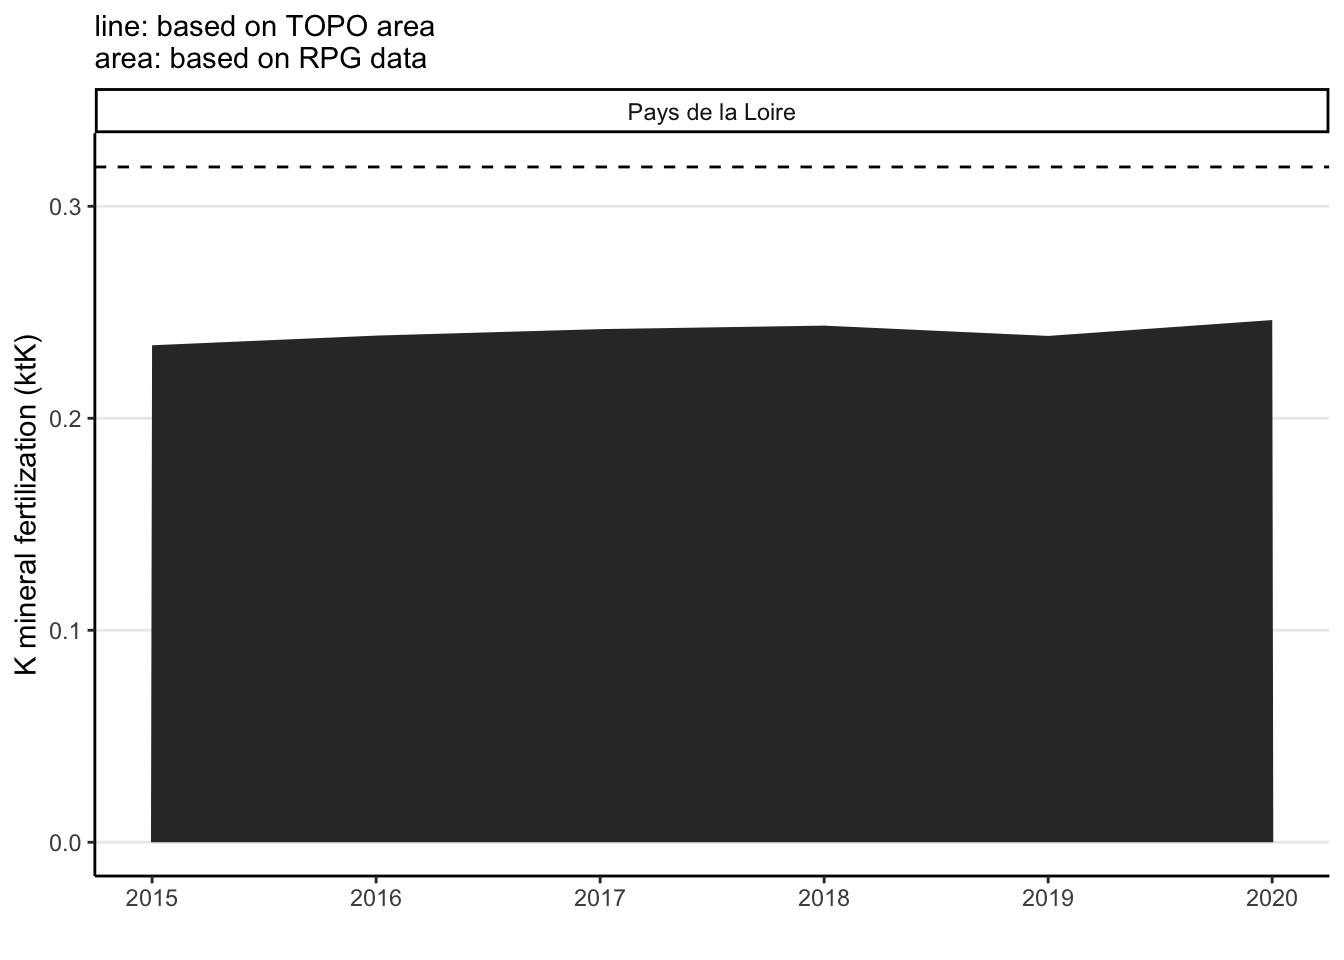 line: based on TOPO area
area: based on RPG data
Pays de la Loire
K mineral fertilization (ktK)
0.3
0.2
0.1
0.0
2015 2016 2017 2018 2019 2020